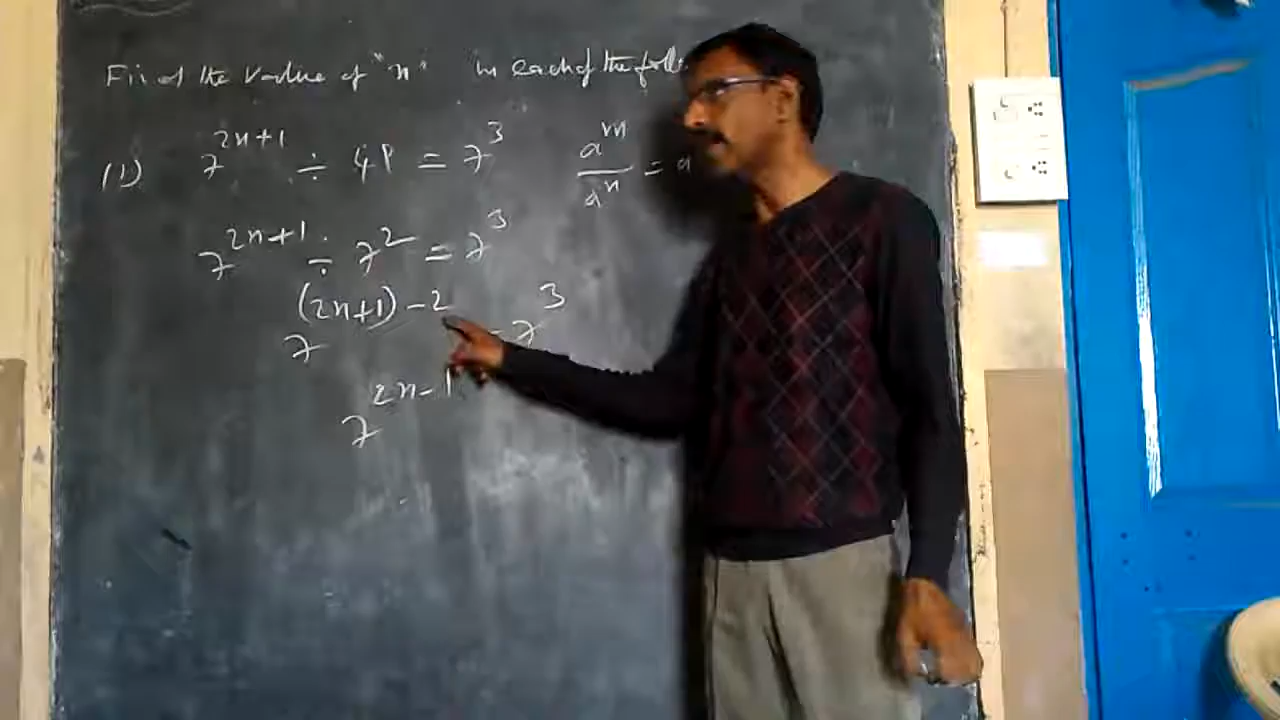 Find the Value of "n" in each of the foll
(1) 7^{2n+1} ÷ 49 = 7^3
a^m / a^n = a
7^{2n+1} ÷ 7^2 = 7^3
7^{(2n+1)-2} = 7^3
7^{2n-1}